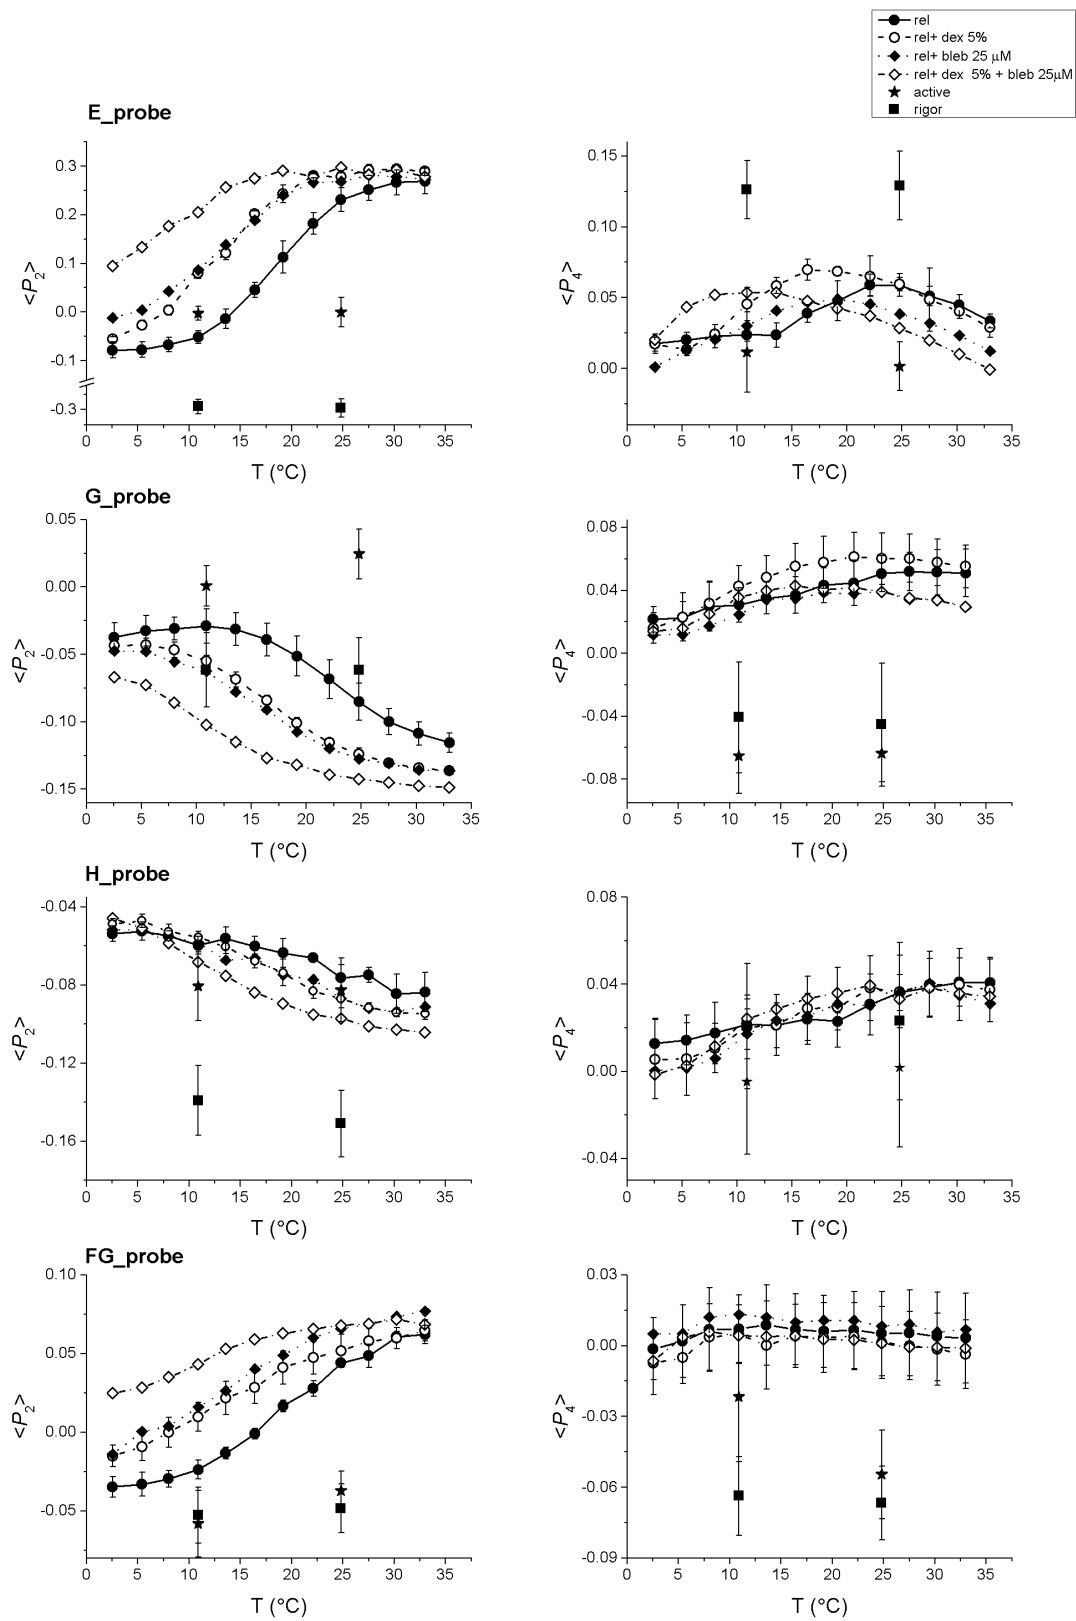 rel
rel+ dex 5%
rel+ bleb 25 μM
rel+ dex 5% + bleb 25μM
active
rigor
E_probe
0.3
0.2
0.1
0.0
-0.1
-0.3
<P2>
0 5 10 15 20 25 30 35
T (°C)
0.15
0.10
0.05
0.00
<P4>
0 5 10 15 20 25 30 35
T (°C)
G_probe
0.05
0.00
-0.05
-0.10
-0.15
<P2>
0 5 10 15 20 25 30 35
T (°C)
0.08
0.04
0.00
-0.04
-0.08
<P4>
0 5 10 15 20 25 30 35
T (°C)
H_probe
-0.04
-0.08
-0.12
-0.16
<P2>
0 5 10 15 20 25 30 35
T (°C)
0.08
0.04
0.00
-0.04
<P4>
0 5 10 15 20 25 30 35
T (°C)
FG_probe
0.10
0.05
0.00
-0.05
<P2>
0 5 10 15 20 25 30 35
T (°C)
0.03
0.00
-0.03
-0.06
-0.09
<P4>
0 5 10 15 20 25 30 35
T (°C)